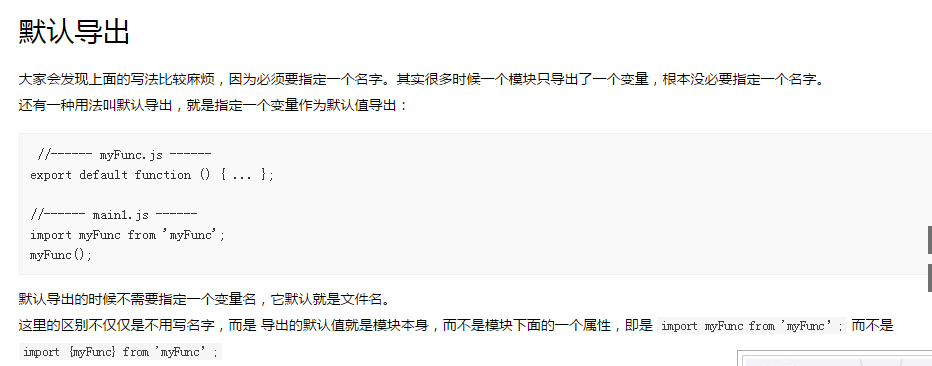 默认导出
大家会发现上面的写法比较麻烦，因为必须要指定一个名字。其实很多时候一个模块只导出了一个变量，根本没必要指定一个名字。
还有一种用法叫默认导出，就是指定一个变量作为默认值导出：
//------ myFunc.js ------
export default function () { ... };
//------ main1.js ------
import myFunc from 'myFunc';
myFunc();
默认导出的时候不需要指定一个变量名，它默认就是文件名。
这里的区别不仅仅是不用写名字，而是 导出的默认值就是模块本身，而不是模块下面的一个属性，即是 import myFunc from 'myFunc'; 而不是
import {myFunc} from 'myFunc';